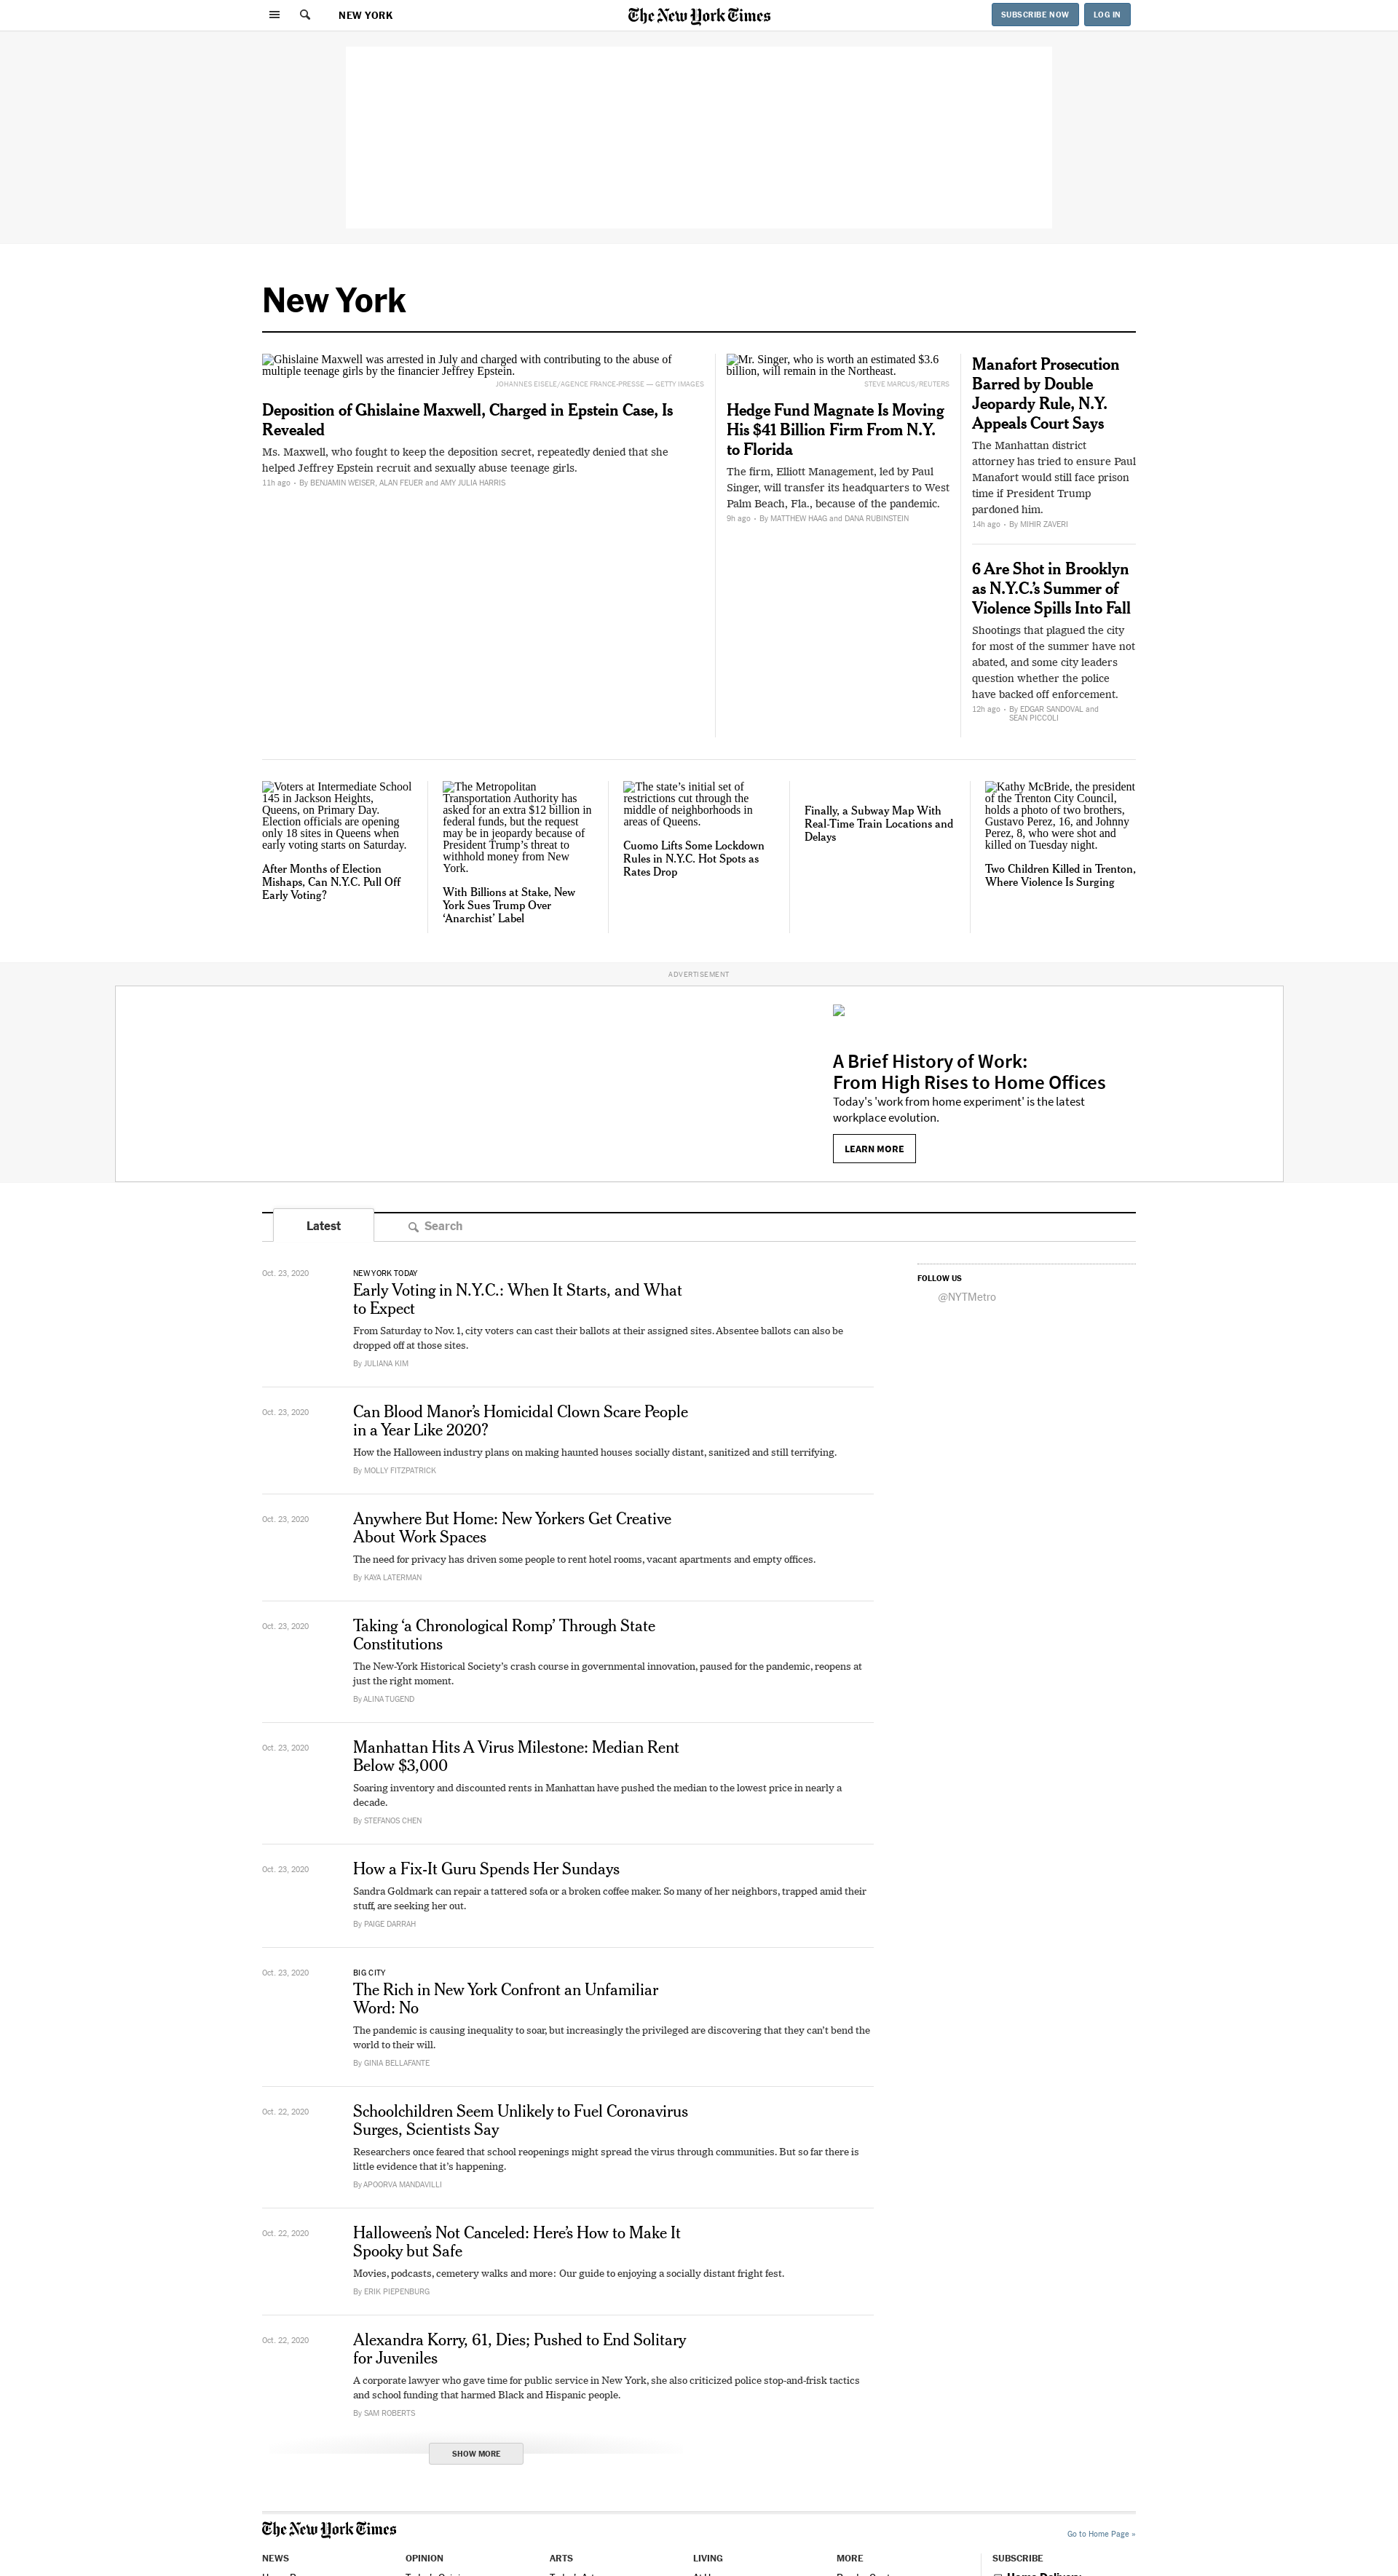 NEW YORK
The New York Times
SUBSCRIBE NOW
LOG IN
New York
Ghislaine Maxwell was arrested in July and charged with contributing to the abuse of
multiple teenage girls by the financier Jeffrey Epstein.
JOHANNES EISELE/AGENCE FRANCE-PRESSE — GETTY IMAGES
Deposition of Ghislaine Maxwell, Charged in Epstein Case, Is
Revealed
Ms. Maxwell, who fought to keep the deposition secret, repeatedly denied that she
helped Jeffrey Epstein recruit and sexually abuse teenage girls.
11h ago • By BENJAMIN WEISER, ALAN FEUER and AMY JULIA HARRIS
Mr. Singer, who is worth an estimated $3.6
billion, will remain in the Northeast.
STEVE MARCUS/REUTERS
Hedge Fund Magnate Is Moving
His $41 Billion Firm From N.Y.
to Florida
The firm, Elliott Management, led by Paul
Singer, will transfer its headquarters to West
Palm Beach, Fla., because of the pandemic.
9h ago • By MATTHEW HAAG and DANA RUBINSTEIN
Manafort Prosecution
Barred by Double
Jeopardy Rule, N.Y.
Appeals Court Says
The Manhattan district
attorney has tried to ensure Paul
Manafort would still face prison
time if President Trump
pardoned him.
14h ago • By MIHIR ZAVERI
6 Are Shot in Brooklyn
as N.Y.C.’s Summer of
Violence Spills Into Fall
Shootings that plagued the city
for most of the summer have not
abated, and some city leaders
question whether the police
have backed off enforcement.
12h ago • By EDGAR SANDOVAL and
SEAN PICCOLI
Voters at Intermediate School
145 in Jackson Heights,
Queens, on Primary Day.
Election officials are opening
only 18 sites in Queens when
early voting starts on Saturday.
After Months of Election
Mishaps, Can N.Y.C. Pull Off
Early Voting?
The Metropolitan
Transportation Authority has
asked for an extra $12 billion in
federal funds, but the request
may be in jeopardy because of
President Trump’s threat to
withhold money from New
York.
With Billions at Stake, New
York Sues Trump Over
‘Anarchist’ Label
The state’s initial set of
restrictions cut through the
middle of neighborhoods in
areas of Queens.
Cuomo Lifts Some Lockdown
Rules in N.Y.C. Hot Spots as
Rates Drop
Finally, a Subway Map With
Real-Time Train Locations and
Delays
Kathy McBride, the president
of the Trenton City Council,
holds a photo of two brothers,
Gustavo Perez, 16, and Johnny
Perez, 8, who were shot and
killed on Tuesday night.
Two Children Killed in Trenton,
Where Violence Is Surging
ADVERTISEMENT
A Brief History of Work:
From High Rises to Home Offices
Today's 'work from home experiment' is the latest
workplace evolution.
LEARN MORE
Latest
Search
Oct. 23, 2020
NEW YORK TODAY
Early Voting in N.Y.C.: When It Starts, and What
to Expect
From Saturday to Nov. 1, city voters can cast their ballots at their assigned sites. Absentee ballots can also be
dropped off at those sites.
By JULIANA KIM
FOLLOW US
@NYTMetro
Oct. 23, 2020
Can Blood Manor’s Homicidal Clown Scare People
in a Year Like 2020?
How the Halloween industry plans on making haunted houses socially distant, sanitized and still terrifying.
By MOLLY FITZPATRICK
Oct. 23, 2020
Anywhere But Home: New Yorkers Get Creative
About Work Spaces
The need for privacy has driven some people to rent hotel rooms, vacant apartments and empty offices.
By KAYA LATERMAN
Oct. 23, 2020
Taking ‘a Chronological Romp’ Through State
Constitutions
The New-York Historical Society’s crash course in governmental innovation, paused for the pandemic, reopens at
just the right moment.
By ALINA TUGEND
Oct. 23, 2020
Manhattan Hits A Virus Milestone: Median Rent
Below $3,000
Soaring inventory and discounted rents in Manhattan have pushed the median to the lowest price in nearly a
decade.
By STEFANOS CHEN
Oct. 23, 2020
How a Fix-It Guru Spends Her Sundays
Sandra Goldmark can repair a tattered sofa or a broken coffee maker. So many of her neighbors, trapped amid their
stuff, are seeking her out.
By PAIGE DARRAH
Oct. 23, 2020
BIG CITY
The Rich in New York Confront an Unfamiliar
Word: No
The pandemic is causing inequality to soar, but increasingly the privileged are discovering that they can’t bend the
world to their will.
By GINIA BELLAFANTE
Oct. 22, 2020
Schoolchildren Seem Unlikely to Fuel Coronavirus
Surges, Scientists Say
Researchers once feared that school reopenings might spread the virus through communities. But so far there is
little evidence that it’s happening.
By APOORVA MANDAVILLI
Oct. 22, 2020
Halloween’s Not Canceled: Here’s How to Make It
Spooky but Safe
Movies, podcasts, cemetery walks and more: Our guide to enjoying a socially distant fright fest.
By ERIK PIEPENBURG
Oct. 22, 2020
Alexandra Korry, 61, Dies; Pushed to End Solitary
for Juveniles
A corporate lawyer who gave time for public service in New York, she also criticized police stop-and-frisk tactics
and school funding that harmed Black and Hispanic people.
By SAM ROBERTS
SHOW MORE
The New York Times
Go to Home Page »
NEWS
OPINION
ARTS
LIVING
MORE
SUBSCRIBE